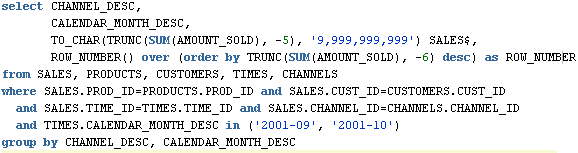 select CHANNEL_DESC,
CALENDAR_MONTH_DESC,
TO_CHAR(TRUNC(SUM(AMOUNT_SOLD), -5), '9,999,999,999') SALES$,
ROW_NUMBER() over (order by TRUNC(SUM(AMOUNT_SOLD), -6) desc) as ROW_NUMBER
from SALES, PRODUCTS, CUSTOMERS, TIMES, CHANNELS
where SALES.PROD_ID=PRODUCTS.PROD_ID and SALES.CUST_ID=CUSTOMERS.CUST_ID
and SALES.TIME_ID=TIMES.TIME_ID and SALES.CHANNEL_ID=CHANNELS.CHANNEL_ID
and TIMES.CALENDAR_MONTH_DESC in ('2001-09', '2001-10')
group by CHANNEL_DESC, CALENDAR_MONTH_DESC